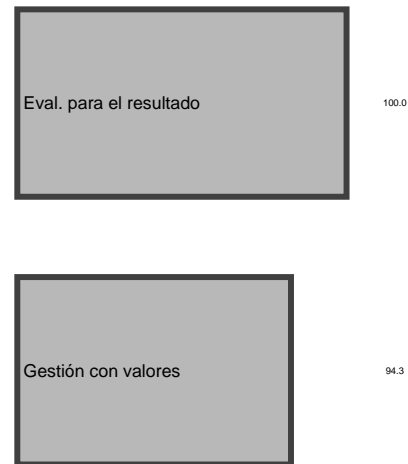 Eval. para el resultado 100.0
Gestión con valores 94.3